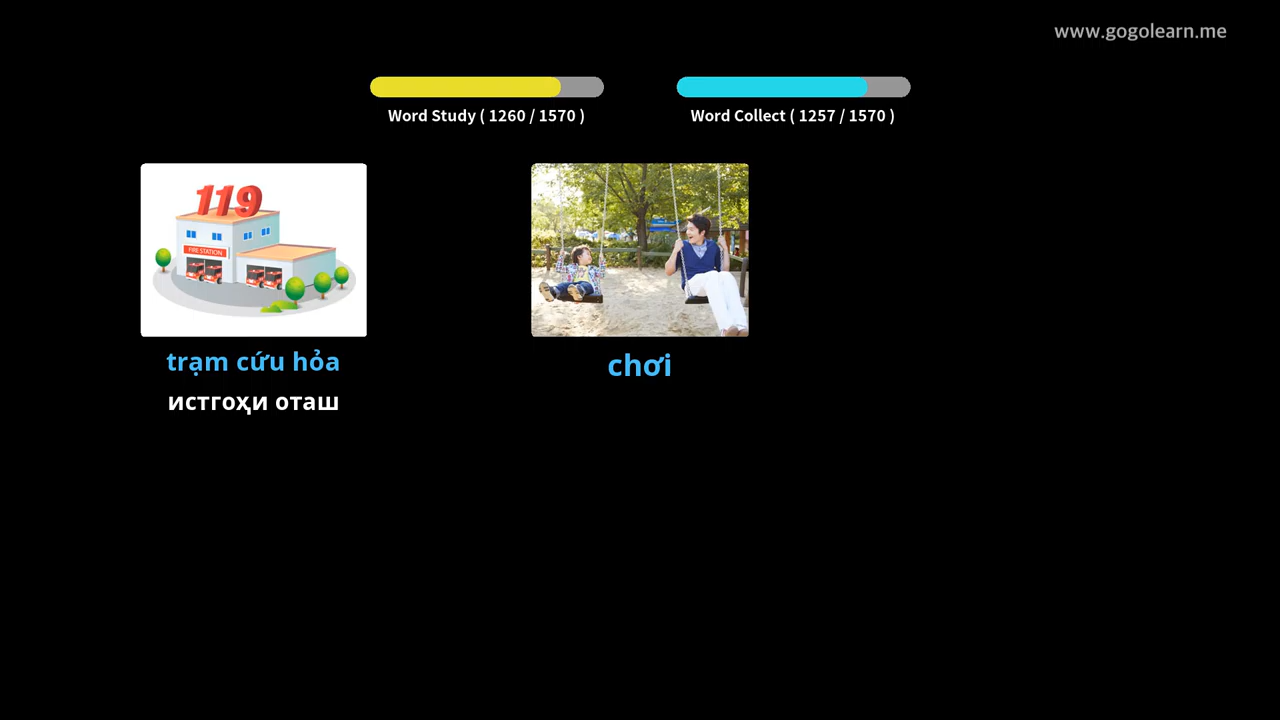 www.gogolearn.me
Word Study ( 1260 / 1570 )
Word Collect ( 1257 / 1570 )
119
FIRE STATION
trạm cứu hỏa
истгоҳи оташ
chơi